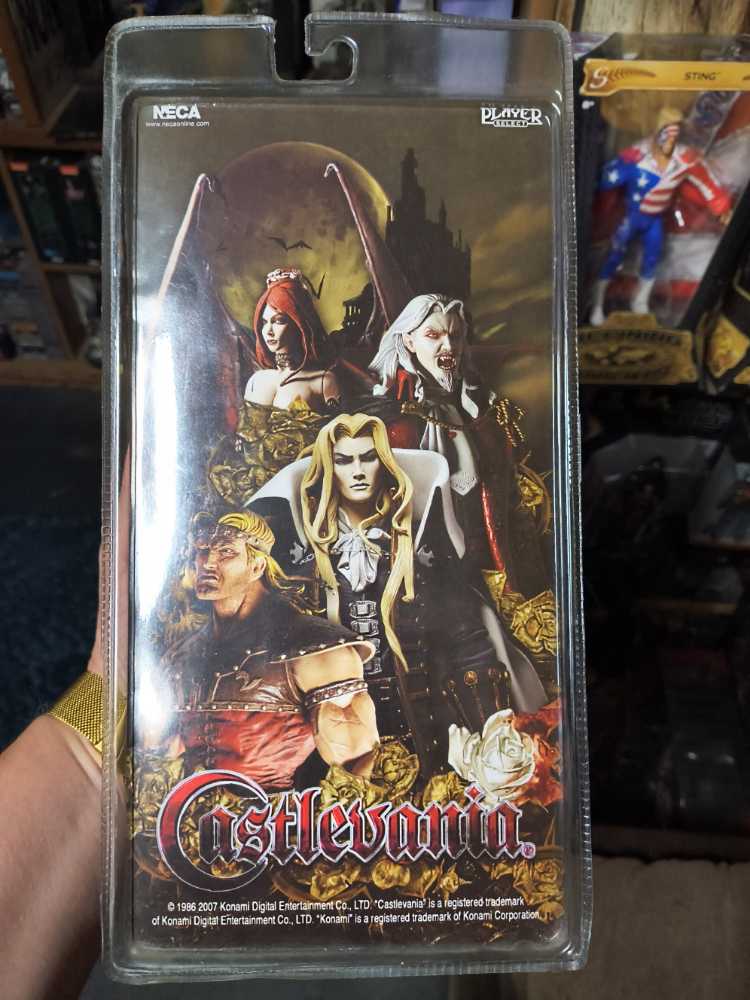 NECA
www.necaonline.com
PLAYER
SELECT
S
STING™
Castlevania®
© 1986 2007 Konami Digital Entertainment Co., LTD. "Castlevania" is a registered trademark
of Konami Digital Entertainment Co., LTD. "Konami" is a registered trademark of Konami Corporation.